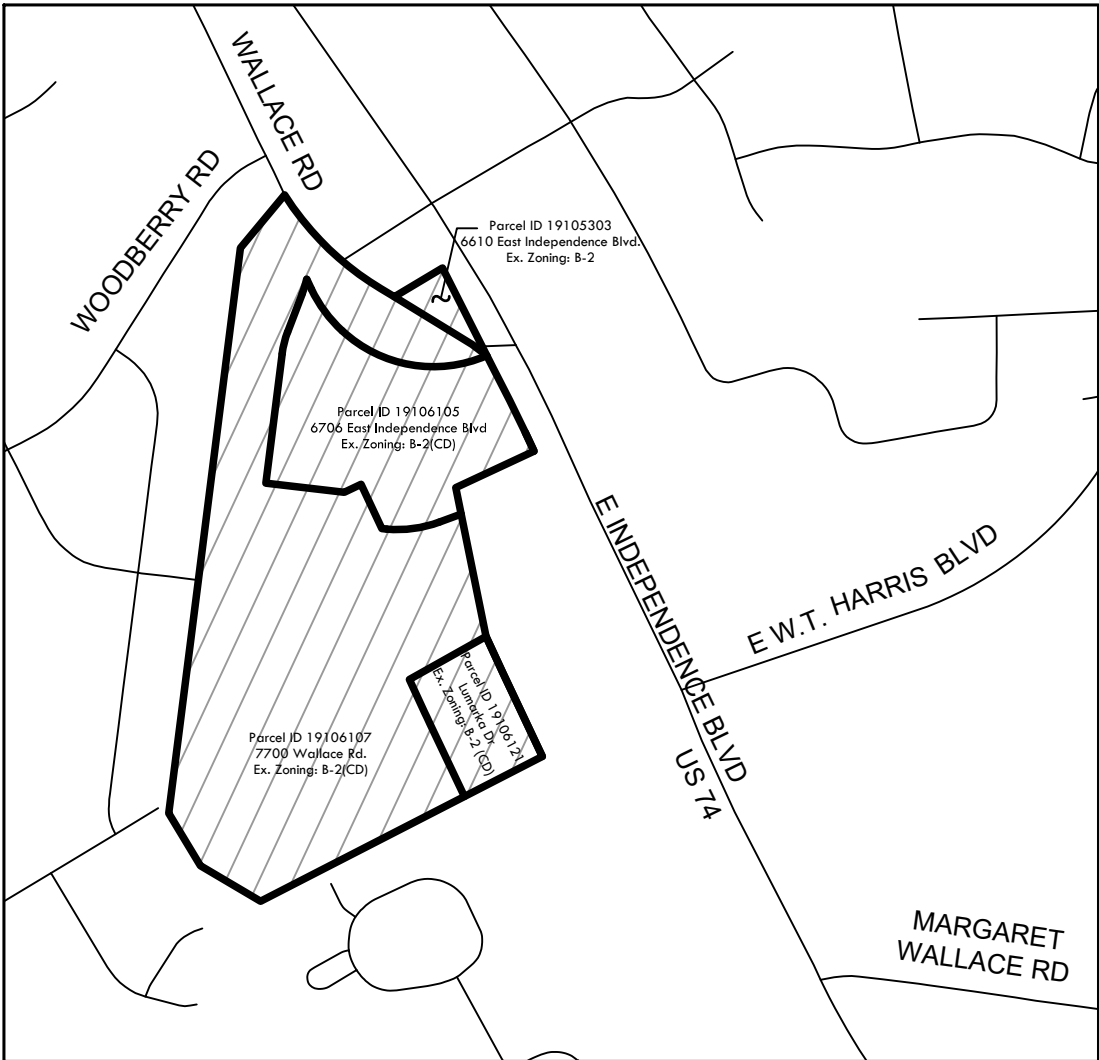 WALLACE RD
WOODBERRY RD
Parcel ID 19105303
6610 East Independence Blvd.
Ex. Zoning: B-2
Parcel ID 19106105
6706 East Independence Blvd
Ex. Zoning: B-2(CD)
E INDEPENDENCE BLVD
US 74
E W.T. HARRIS BLVD
Parcel ID 19106121
Lumarka Dr
Ex. Zoning: B-2 (CD)
Parcel ID 19106107
7700 Wallace Rd.
Ex. Zoning: B-2(CD)
MARGARET
WALLACE RD